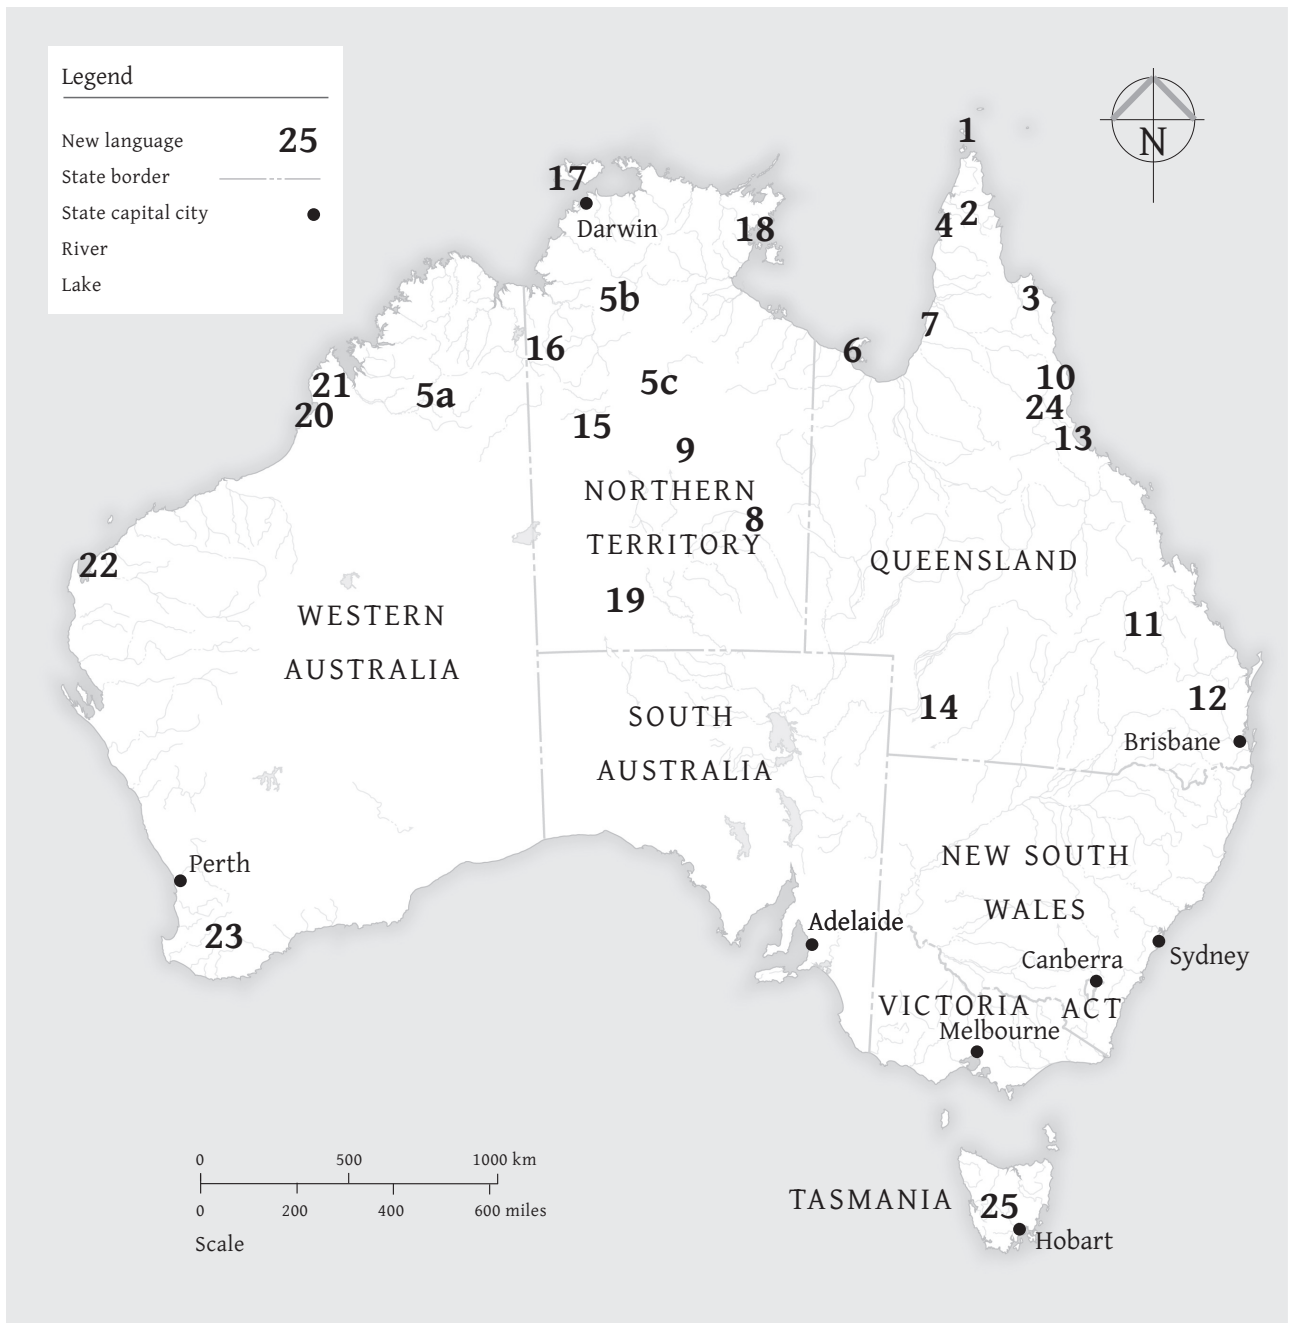 Legend
New language 25
State border
State capital city
River
Lake
N
1
17
Darwin
18
4 2
5b
3
7
16
6
21
5a
5c
10
20
24
15
13
9
NORTHERN
8
TERRITORY
QUEENSLAND
22
19
WESTERN
AUSTRALIA
11
12
14
SOUTH
AUSTRALIA
Brisbane
Perth
NEW SOUTH
WALES
23
Adelaide
Canberra
Sydney
VICTORIA
ACT
Melbourne
0 500 1000 km
0 200 400 600 miles
Scale
TASMANIA
25
Hobart